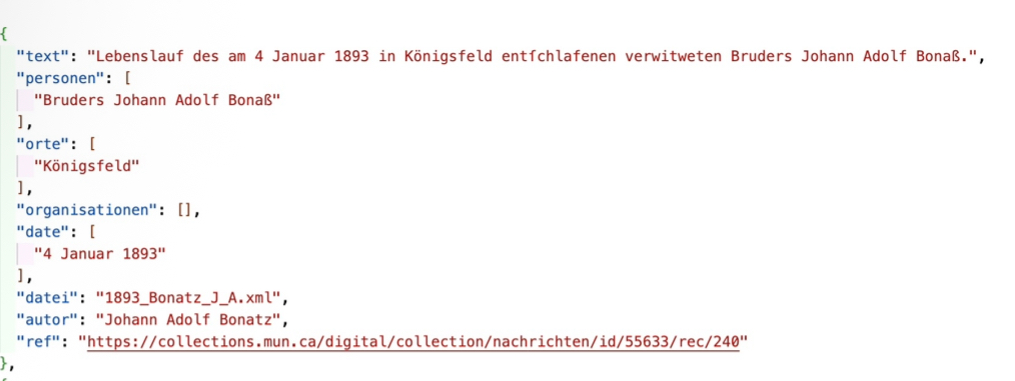 {
"text": "Lebenslauf des am 4 Januar 1893 in Königsfeld entſchlafenen verwitweten Bruders Johann Adolf Bonaß.",
"personen": [
"Bruders Johann Adolf Bonaß"
],
"orte": [
"Königsfeld"
],
"organisationen": [],
"date": [
"4 Januar 1893"
],
"datei": "1893_Bonatz_J_A.xml",
"autor": "Johann Adolf Bonatz",
"ref": "https://collections.mun.ca/digital/collection/nachrichten/id/55633/rec/240"
},